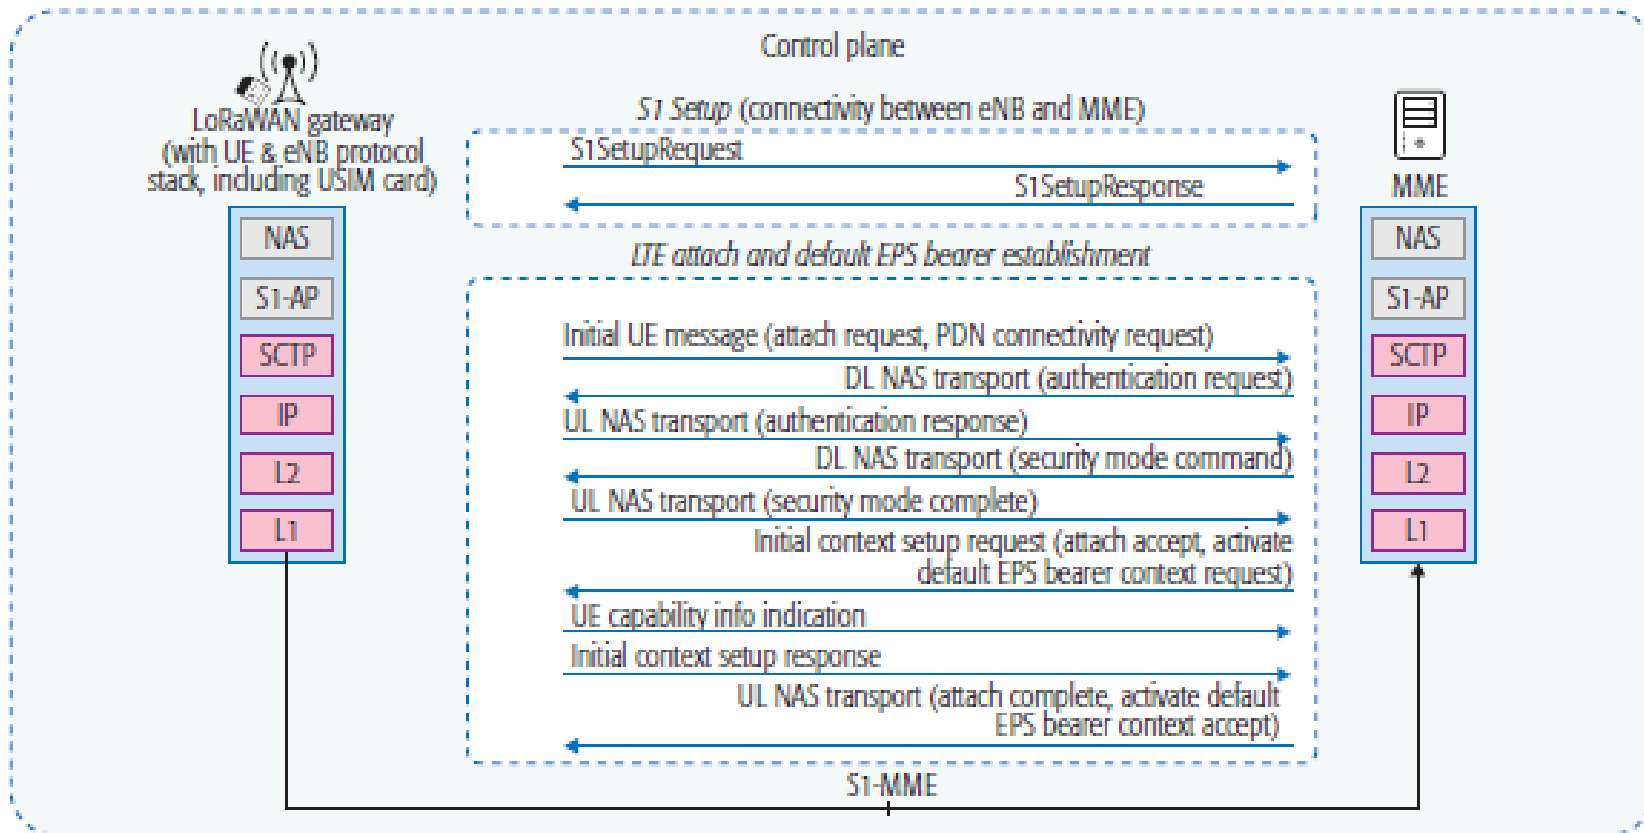 Control plane
LoRaWAN gateway
(with UE & eNB protocol
stack, including USIM card)
S1 Setup (connectivity between eNB and MME)
S1SetupRequest
S1SetupResponse
MME
NAS
S1-AP
SCTP
IP
L2
L1
LTE attach and default EPS bearer establishment
Initial UE message (attach request, PDN connectivity request)
DL NAS transport (authentication request)
UL NAS transport (authentication response)
DL NAS transport (security mode command)
UL NAS transport (security mode complete)
Initial context setup request (attach accept, activate
default EPS bearer context request)
UE capability info indication
Initial context setup response
UL NAS transport (attach complete, activate default
EPS bearer context accept)
NAS
S1-AP
SCTP
IP
L2
L1
S1-MME